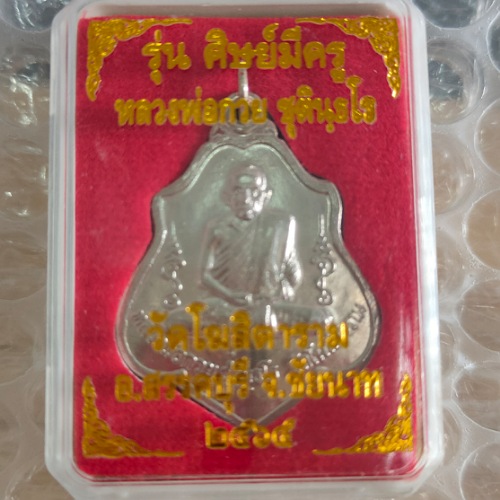 รุ่น ศิษย์มีครู
หลวงพ่อกวย ชุตินฺธโร
วัดโฆสิตาราม
อ.สรรคบุรี จ.ชัยนาท
๒๕๖๕